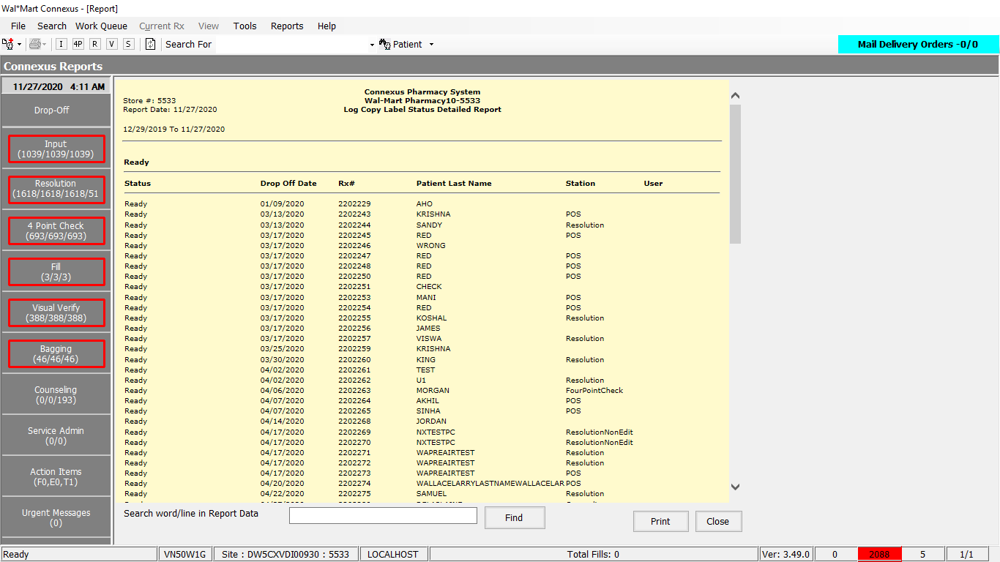 Wal*Mart Connexus - [Report]
File Search Work Queue Current Rx View Tools Reports Help
I 4P R V S Search For Patient Mail Delivery Orders -0/0
Connexus Reports
11/27/2020 4:11 AM
Drop-Off
Input
(1039/1039/1039)
Resolution
(1618/1618/1618/51
4 Point Check
(693/693/693)
Fill
(3/3/3)
Visual Verify
(388/388/388)
Bagging
(46/46/46)
Counseling
(0/0/193)
Service Admin
(0/0)
Action Items
(F0,E0,T1)
Urgent Messages
(0)
Connexus Pharmacy System
Store #: 5533 Wal-Mart Pharmacy10-5533
Report Date: 11/27/2020 Log Copy Label Status Detailed Report
12/29/2019 To 11/27/2020
Ready
Status Drop Off Date Rx# Patient Last Name Station User
Ready 01/09/2020 2202229 AHO
Ready 03/13/2020 2202243 KRISHNA POS
Ready 03/13/2020 2202244 SANDY Resolution
Ready 03/17/2020 2202245 RED POS
Ready 03/17/2020 2202246 WRONG
Ready 03/17/2020 2202247 RED POS
Ready 03/17/2020 2202248 RED POS
Ready 03/17/2020 2202250 RED POS
Ready 03/17/2020 2202251 CHECK
Ready 03/17/2020 2202253 MANI POS
Ready 03/17/2020 2202254 RED POS
Ready 03/17/2020 2202255 KOSHAL Resolution
Ready 03/17/2020 2202256 JAMES
Ready 03/17/2020 2202257 VISWA Resolution
Ready 03/25/2020 2202259 KRISHNA
Ready 03/30/2020 2202260 KING Resolution
Ready 04/02/2020 2202261 TEST
Ready 04/02/2020 2202262 U1 Resolution
Ready 04/06/2020 2202263 MORGAN FourPointCheck
Ready 04/07/2020 2202264 AKHIL POS
Ready 04/07/2020 2202265 SINHA POS
Ready 04/14/2020 2202268 JORDAN
Ready 04/17/2020 2202269 NXTESTPC ResolutionNonEdit
Ready 04/17/2020 2202270 NXTESTPC ResolutionNonEdit
Ready 04/17/2020 2202271 WAPREAIRTEST Resolution
Ready 04/17/2020 2202272 WAPREAIRTEST Resolution
Ready 04/17/2020 2202273 WAPREAIRTEST POS
Ready 04/20/2020 2202274 WALLACELARRYLASTNAMEWALLACELAR POS
Ready 04/22/2020 2202275 SAMUEL Resolution
Search word/line in Report Data Find Print Close
Ready VN50W1G Site : DW5CXVDI00930 : 5533 LOCALHOST Total Fills: 0 Ver: 3.49.0 0 2088 5 1/1